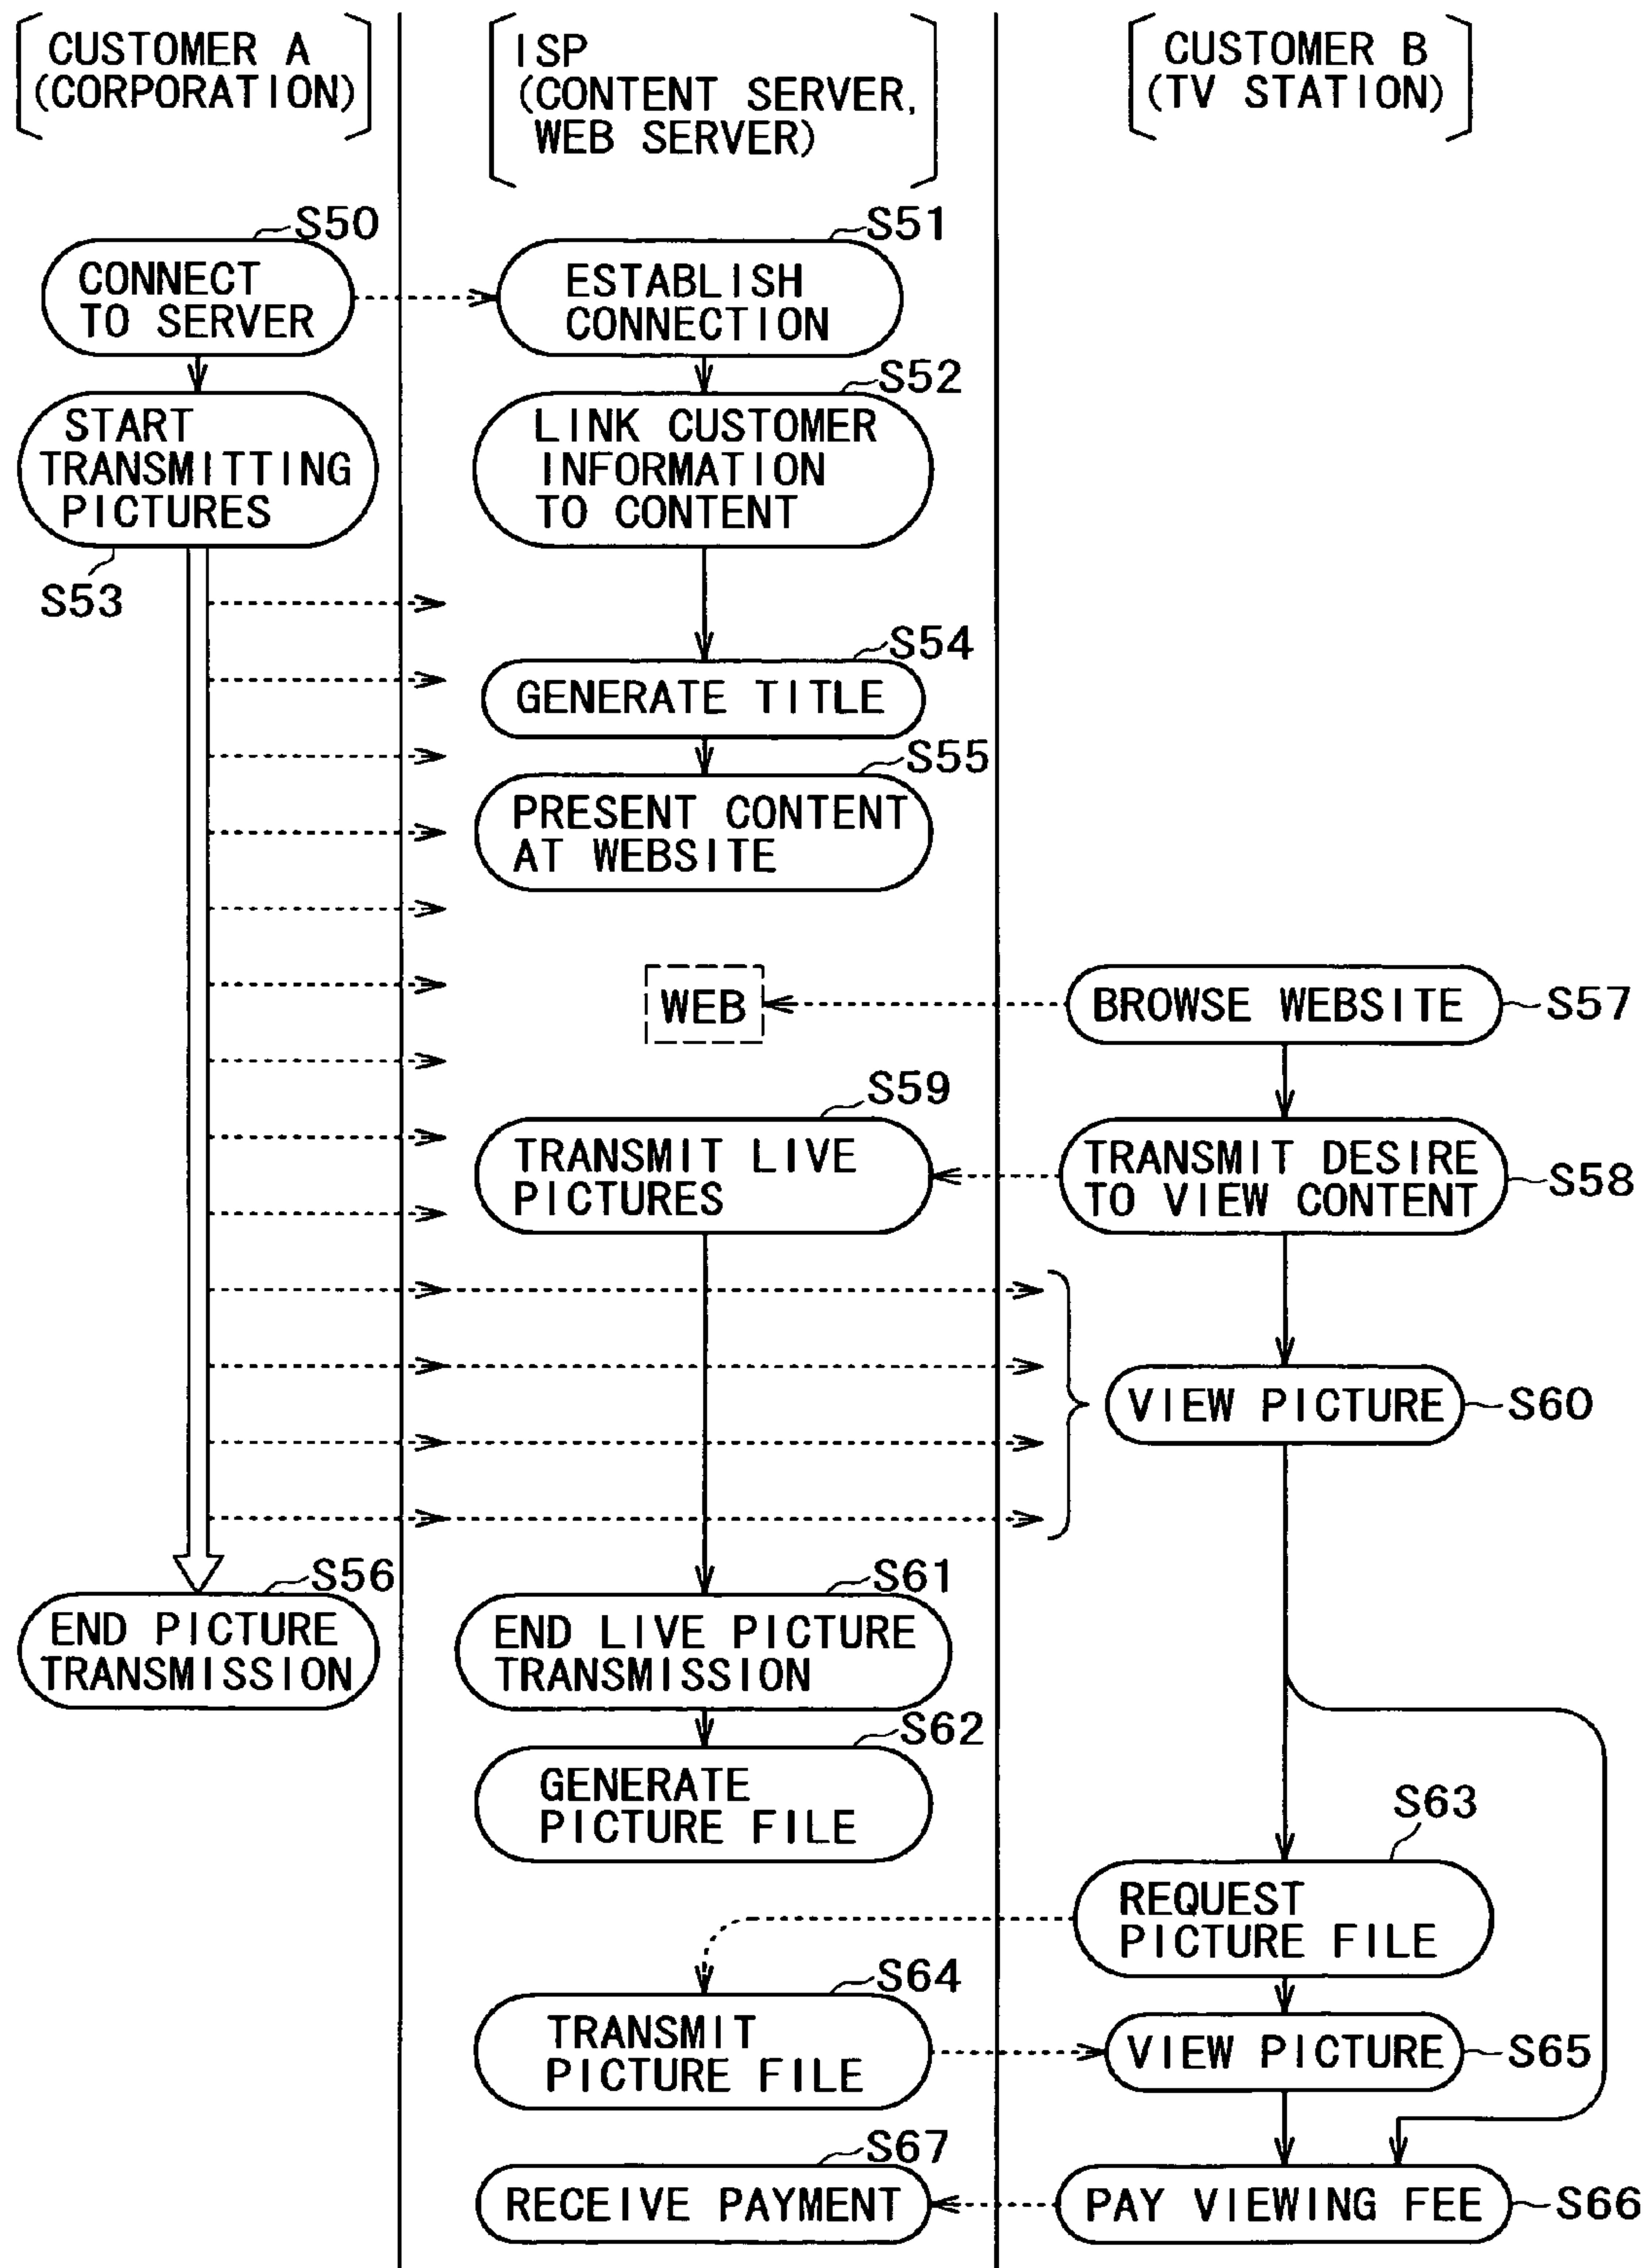 CUSTOMER A
(CORPORATION)
ISP
(CONTENT SERVER,
WEB SERVER)
CUSTOMER B
(TV STATION)
S50
CONNECT
TO SERVER
S51
ESTABLISH
CONNECTION
S52
LINK CUSTOMER
INFORMATION
TO CONTENT
START
TRANSMITTING
PICTURES
S53
S54
GENERATE TITLE
S55
PRESENT CONTENT
AT WEBSITE
WEB
BROWSE WEBSITE
S57
S59
TRANSMIT LIVE
PICTURES
TRANSMIT DESIRE
TO VIEW CONTENT
S58
VIEW PICTURE
S60
S56
END PICTURE
TRANSMISSION
S61
END LIVE PICTURE
TRANSMISSION
S62
GENERATE
PICTURE FILE
S63
REQUEST
PICTURE FILE
S64
TRANSMIT
PICTURE FILE
VIEW PICTURE
S65
S67
RECEIVE PAYMENT
PAY VIEWING FEE
S66